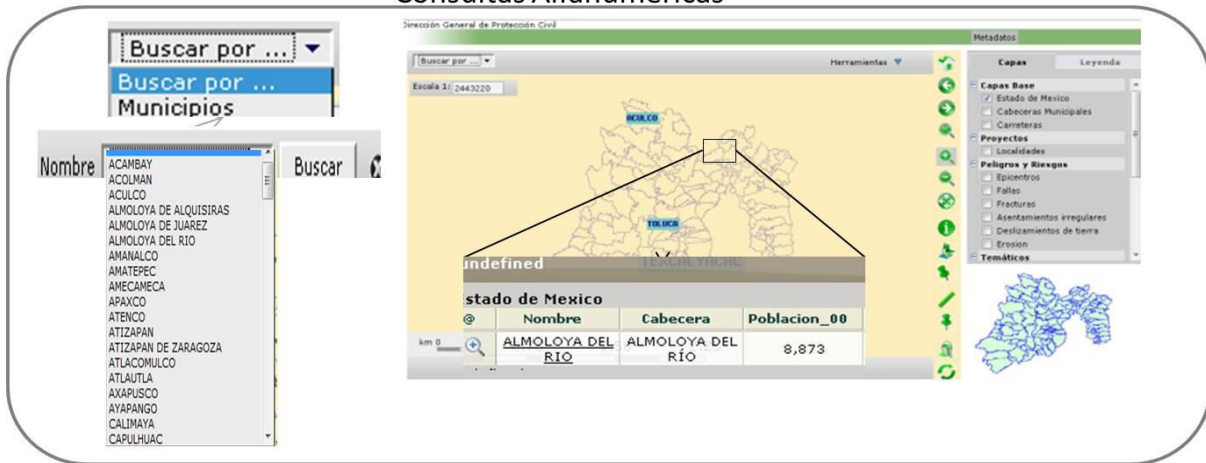 Consultas Alfanuméricas
Buscar por ...
Buscar por ...
Municipios
Nombre
Buscar
ACAMBAY
ACOLMAN
ACULCO
ALMOLOYA DE ALQUISIRAS
ALMOLOYA DE JUAREZ
ALMOLOYA DEL RIO
AMANALCO
AMATEPEC
AMECAMECA
APAXCO
ATENCO
ATIZAPAN
ATIZAPAN DE ZARAGOZA
ATLACOMULCO
ATLAUTLA
AXAPUSCO
AYAPANGO
CALIMAYA
CAPULHUAC
Dirección General de Protección Civil
Metadatos
Buscar por ...
Herramientas
Escala 1: 2443220
ACULCO
TOLUCA
TEXCALYACAC
undefined
stado de Mexico
@ Nombre Cabecera Poblacion_00
ALMOLOYA DEL RIO ALMOLOYA DEL RÍO 8,873
km 0
Capas Leyenda
Capas Base
Estado de Mexico
Cabeceras Municipales
Carreteras
Proyectos
Localidades
Peligros y Riesgos
Epicentros
Fallas
Fracturas
Asentamientos irregulares
Deslizamientos de tierra
Erosion
Temáticos